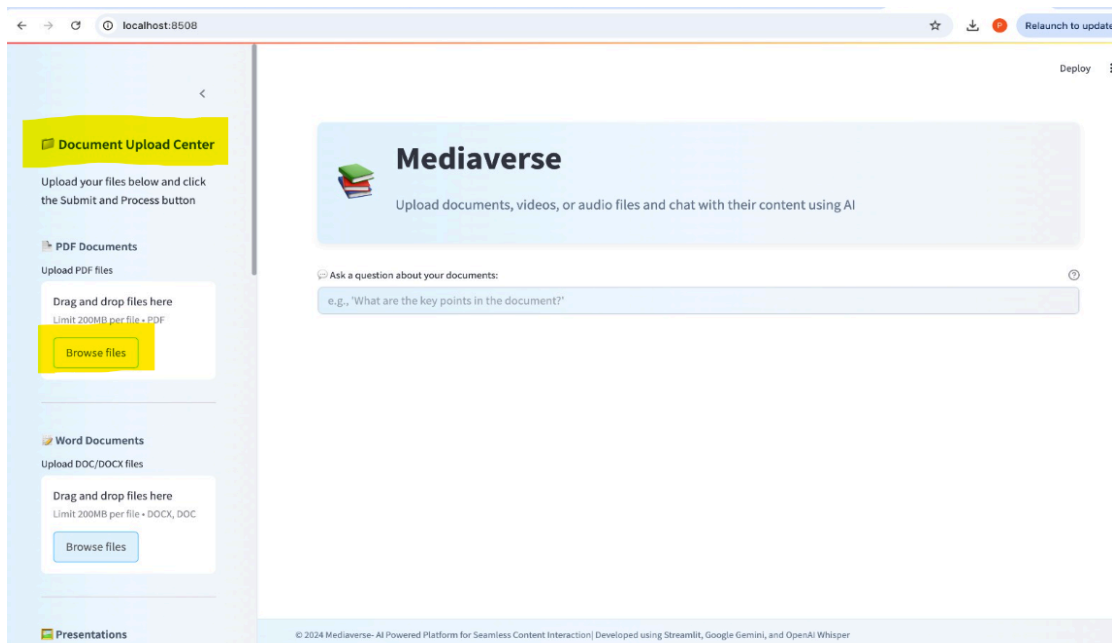 localhost:8508
Relaunch to update
Deploy
Document Upload Center
Upload your files below and click
the Submit and Process button
PDF Documents
Upload PDF files
Drag and drop files here
Limit 200MB per file • PDF
Browse files
Word Documents
Upload DOC/DOCX files
Drag and drop files here
Limit 200MB per file • DOCX, DOC
Browse files
Presentations
Mediaverse
Upload documents, videos, or audio files and chat with their content using AI
Ask a question about your documents:
e.g., 'What are the key points in the document?'
© 2024 Mediaverse- AI Powered Platform for Seamless Content Interaction| Developed using Streamlit, Google Gemini, and OpenAI Whisper